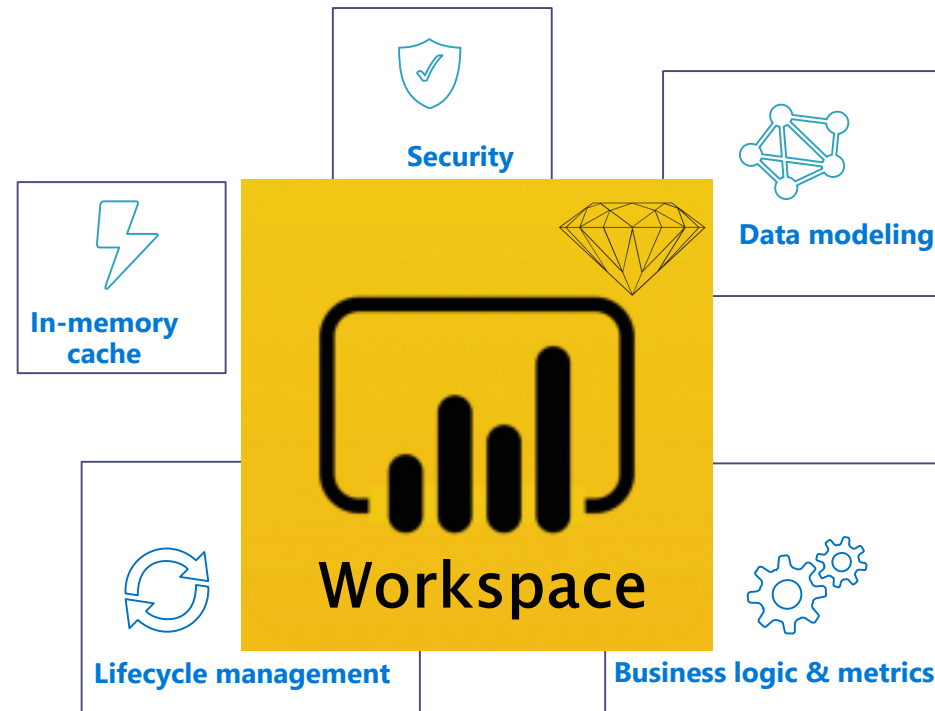 Security
Data modeling
In-memory
cache
Workspace
Lifecycle management
Business logic & metrics